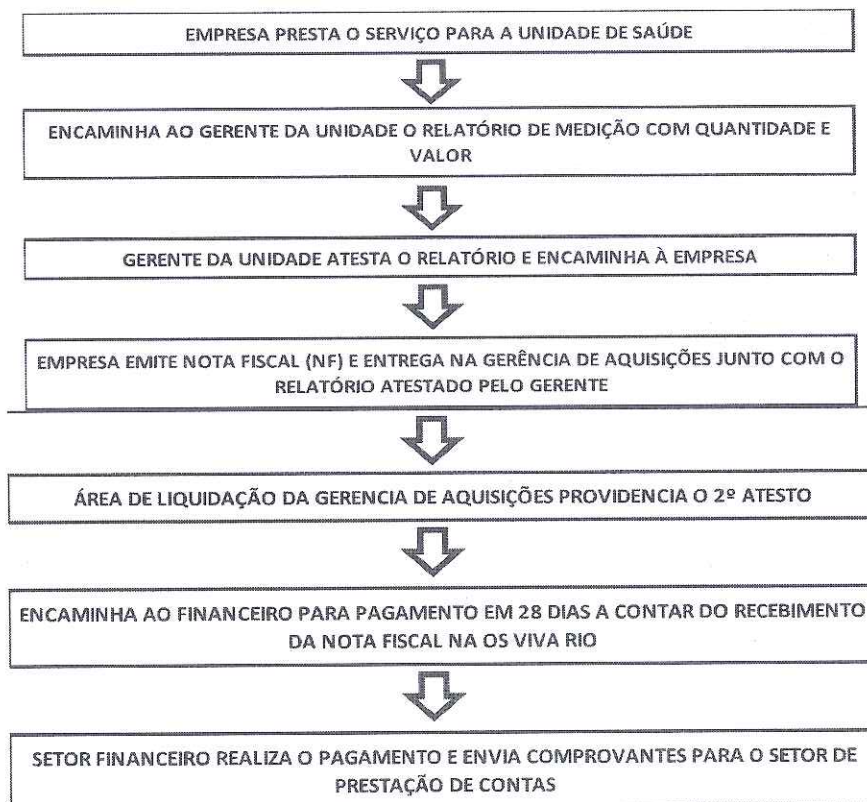 EMPRESA PRESTA O SERVIÇO PARA A UNIDADE DE SAÚDE
ENCAMINHA AO GERENTE DA UNIDADE O RELATÓRIO DE MEDIÇÃO COM QUANTIDADE E
VALOR
GERENTE DA UNIDADE ATESTA O RELATÓRIO E ENCAMINHA À EMPRESA
EMPRESA EMITE NOTA FISCAL (NF) E ENTREGA NA GERÊNCIA DE AQUISIÇÕES JUNTO COM O
RELATÓRIO ATESTADO PELO GERENTE
ÁREA DE LIQUIDAÇÃO DA GERENCIA DE AQUISIÇÕES PROVIDENCIA O 2º ATESTO
ENCAMINHA AO FINANCEIRO PARA PAGAMENTO EM 28 DIAS A CONTAR DO RECEBIMENTO
DA NOTA FISCAL NA OS VIVA RIO
SETOR FINANCEIRO REALIZA O PAGAMENTO E ENVIA COMPROVANTES PARA O SETOR DE
PRESTAÇÃO DE CONTAS